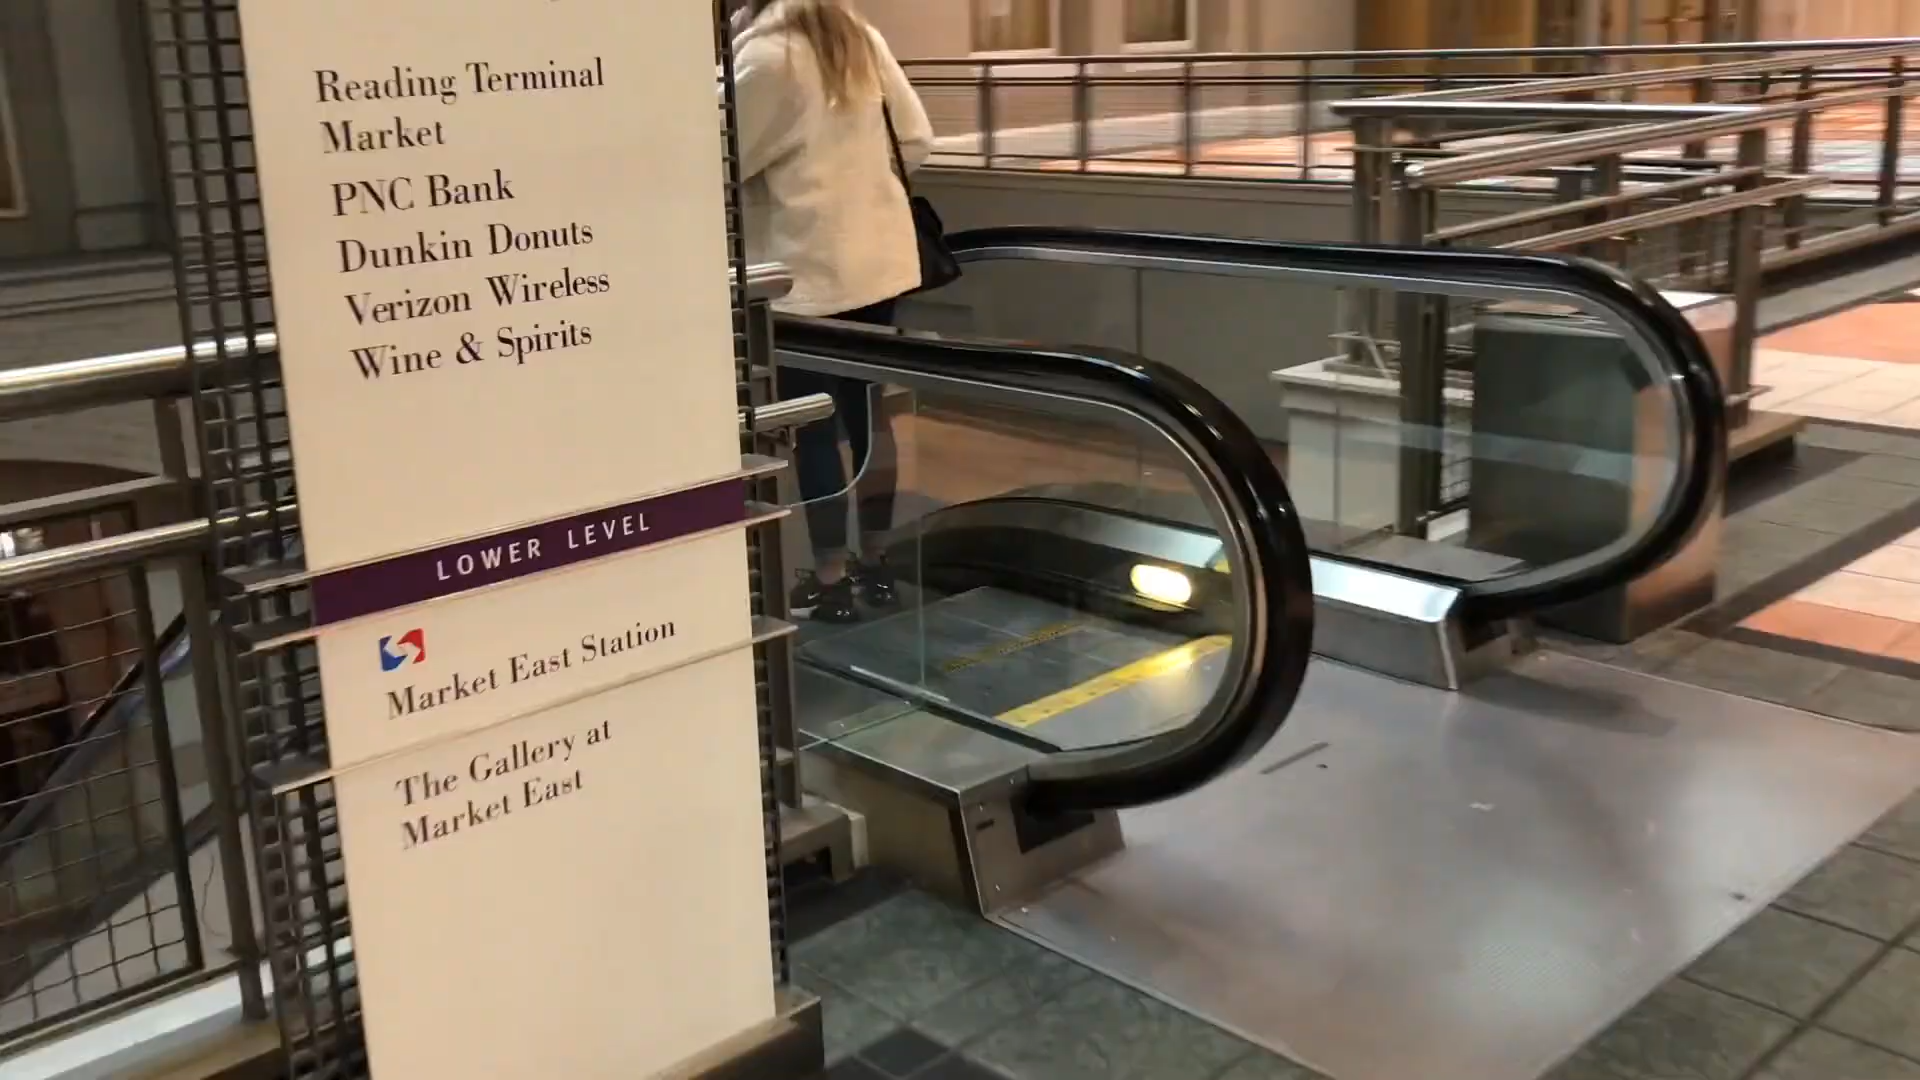 Reading Terminal
Market
PNC Bank
Dunkin Donuts
Verizon Wireless
Wine & Spirits
LOWER LEVEL
Market East Station
The Gallery at
Market East